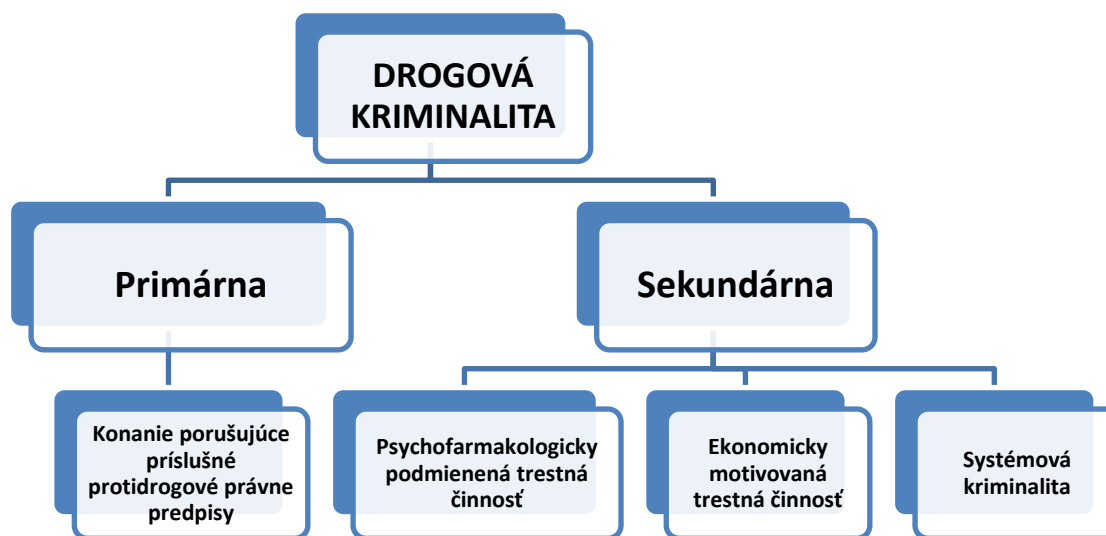 DROGOVÁ
KRIMINALITA
Primárna
Sekundárna
Konanie porušujúce
príslušné
protidrogové právne
predpisy
Psychofarmakologicky
podmienená trestná
činnosť
Ekonomicky
motivovaná
trestná činnosť
Systémová
kriminalita